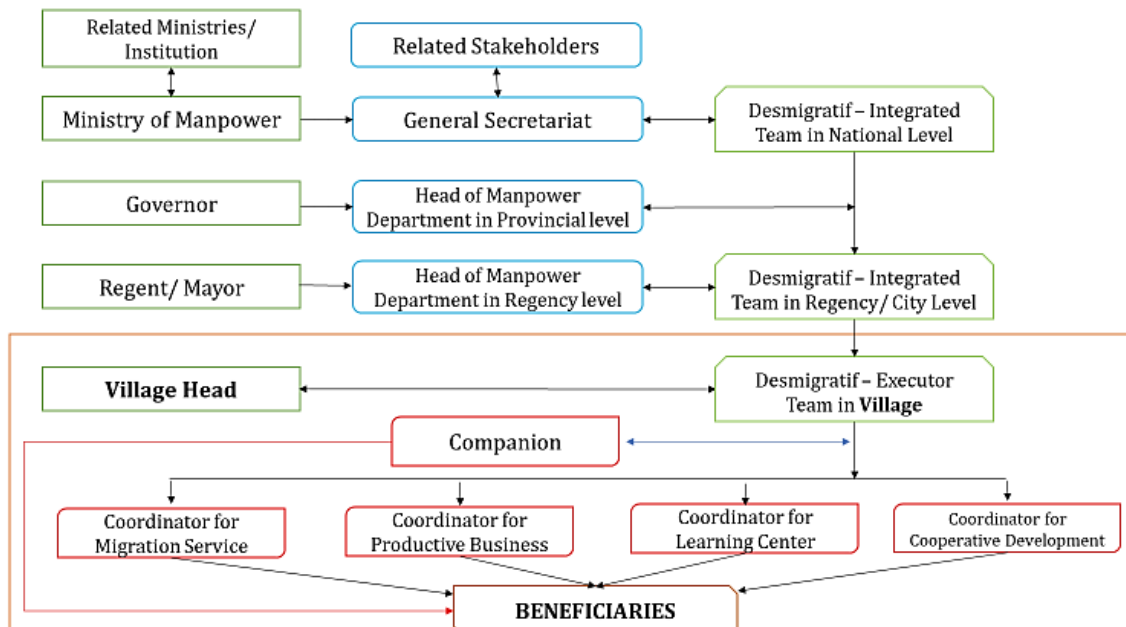 Related Ministries/
Institution
Related Stakeholders
Ministry of Manpower
General Secretariat
Desmigratif – Integrated
Team in National Level
Governor
Head of Manpower
Department in Provincial level
Regent/ Mayor
Head of Manpower
Department in Regency level
Desmigratif – Integrated
Team in Regency/ City Level
Village Head
Desmigratif – Executor
Team in Village
Companion
Coordinator for
Migration Service
Coordinator for
Productive Business
Coordinator for
Learning Center
Coordinator for
Cooperative Development
BENEFICIARIES